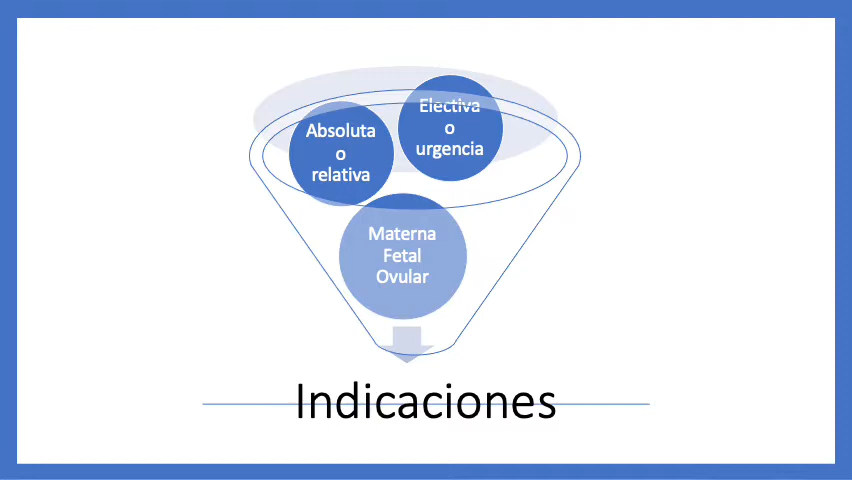 Absoluta
o
relativa
Electiva
o
urgencia
Materna
Fetal
Ovular
Indicaciones